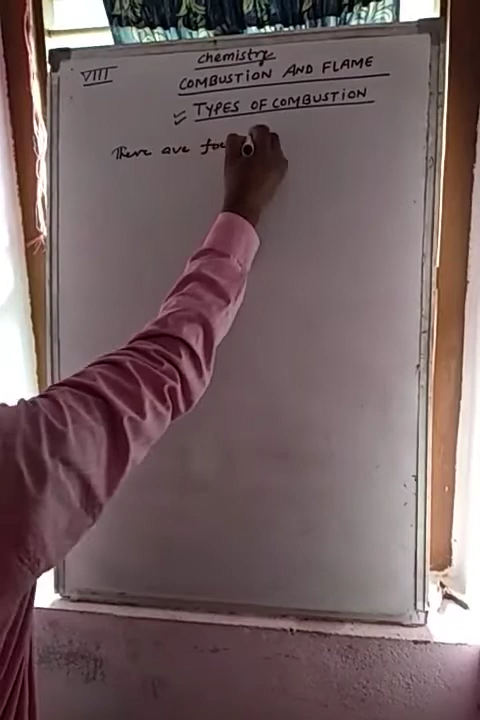 VIII
Chemistry
COMBUSTION AND FLAME
TYPES OF COMBUSTION
There are